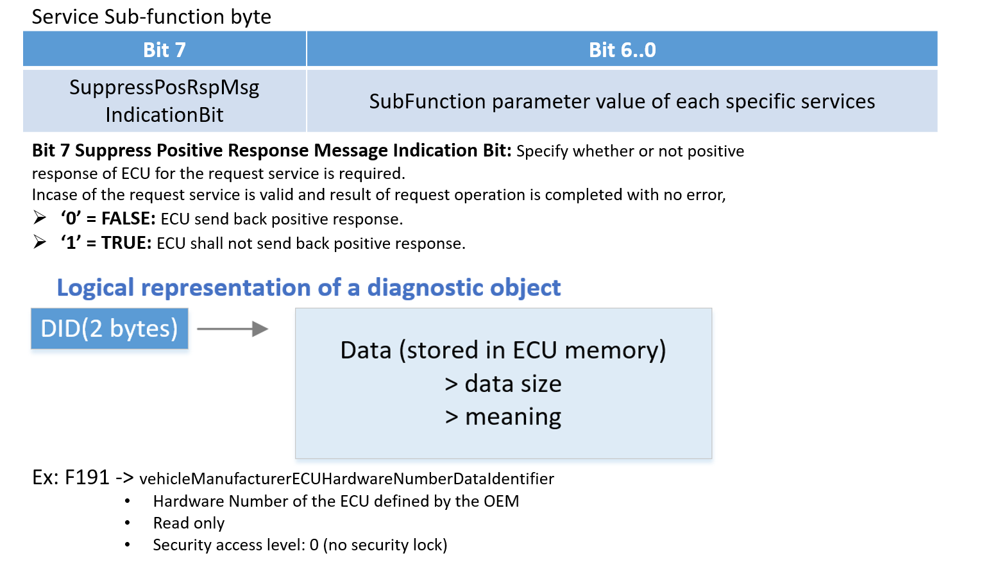 Service Sub-function byte
Bit 7
Bit 6..0
SuppressPosRspMsg
IndicationBit
SubFunction parameter value of each specific services
Bit 7 Suppress Positive Response Message Indication Bit: Specify whether or not positive
response of ECU for the request service is required.
Incase of the request service is valid and result of request operation is completed with no error,
➢ ‘0’ = FALSE: ECU send back positive response.
➢ ‘1’ = TRUE: ECU shall not send back positive response.
Logical representation of a diagnostic object
DID(2 bytes)
Data (stored in ECU memory)
> data size
> meaning
Ex: F191 -> vehicleManufacturerECUHardwareNumberDataIdentifier
• Hardware Number of the ECU defined by the OEM
• Read only
• Security access level: 0 (no security lock)